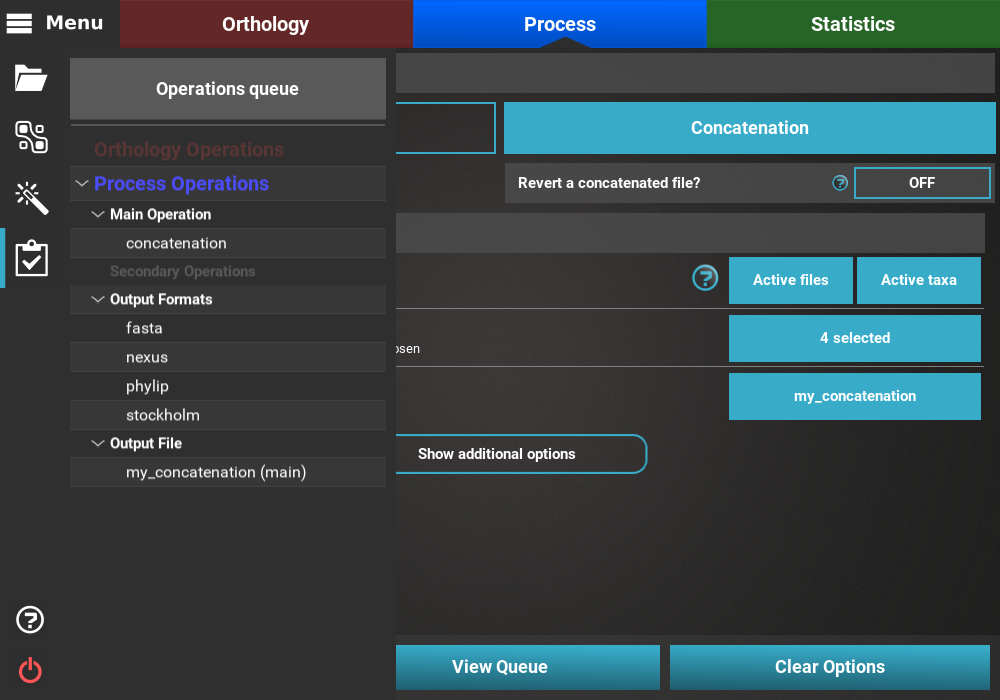 Menu
Orthology
Process
Statistics
Operations queue
Orthology Operations
Process Operations
Main Operation
concatenation
Secondary Operations
Output Formats
fasta
nexus
phylip
stockholm
Output File
my_concatenation (main)
Concatenation
Revert a concatenated file?
?
OFF
?
Active files
Active taxa
4 selected
my_concatenation
Show additional options
?
View Queue
Clear Options